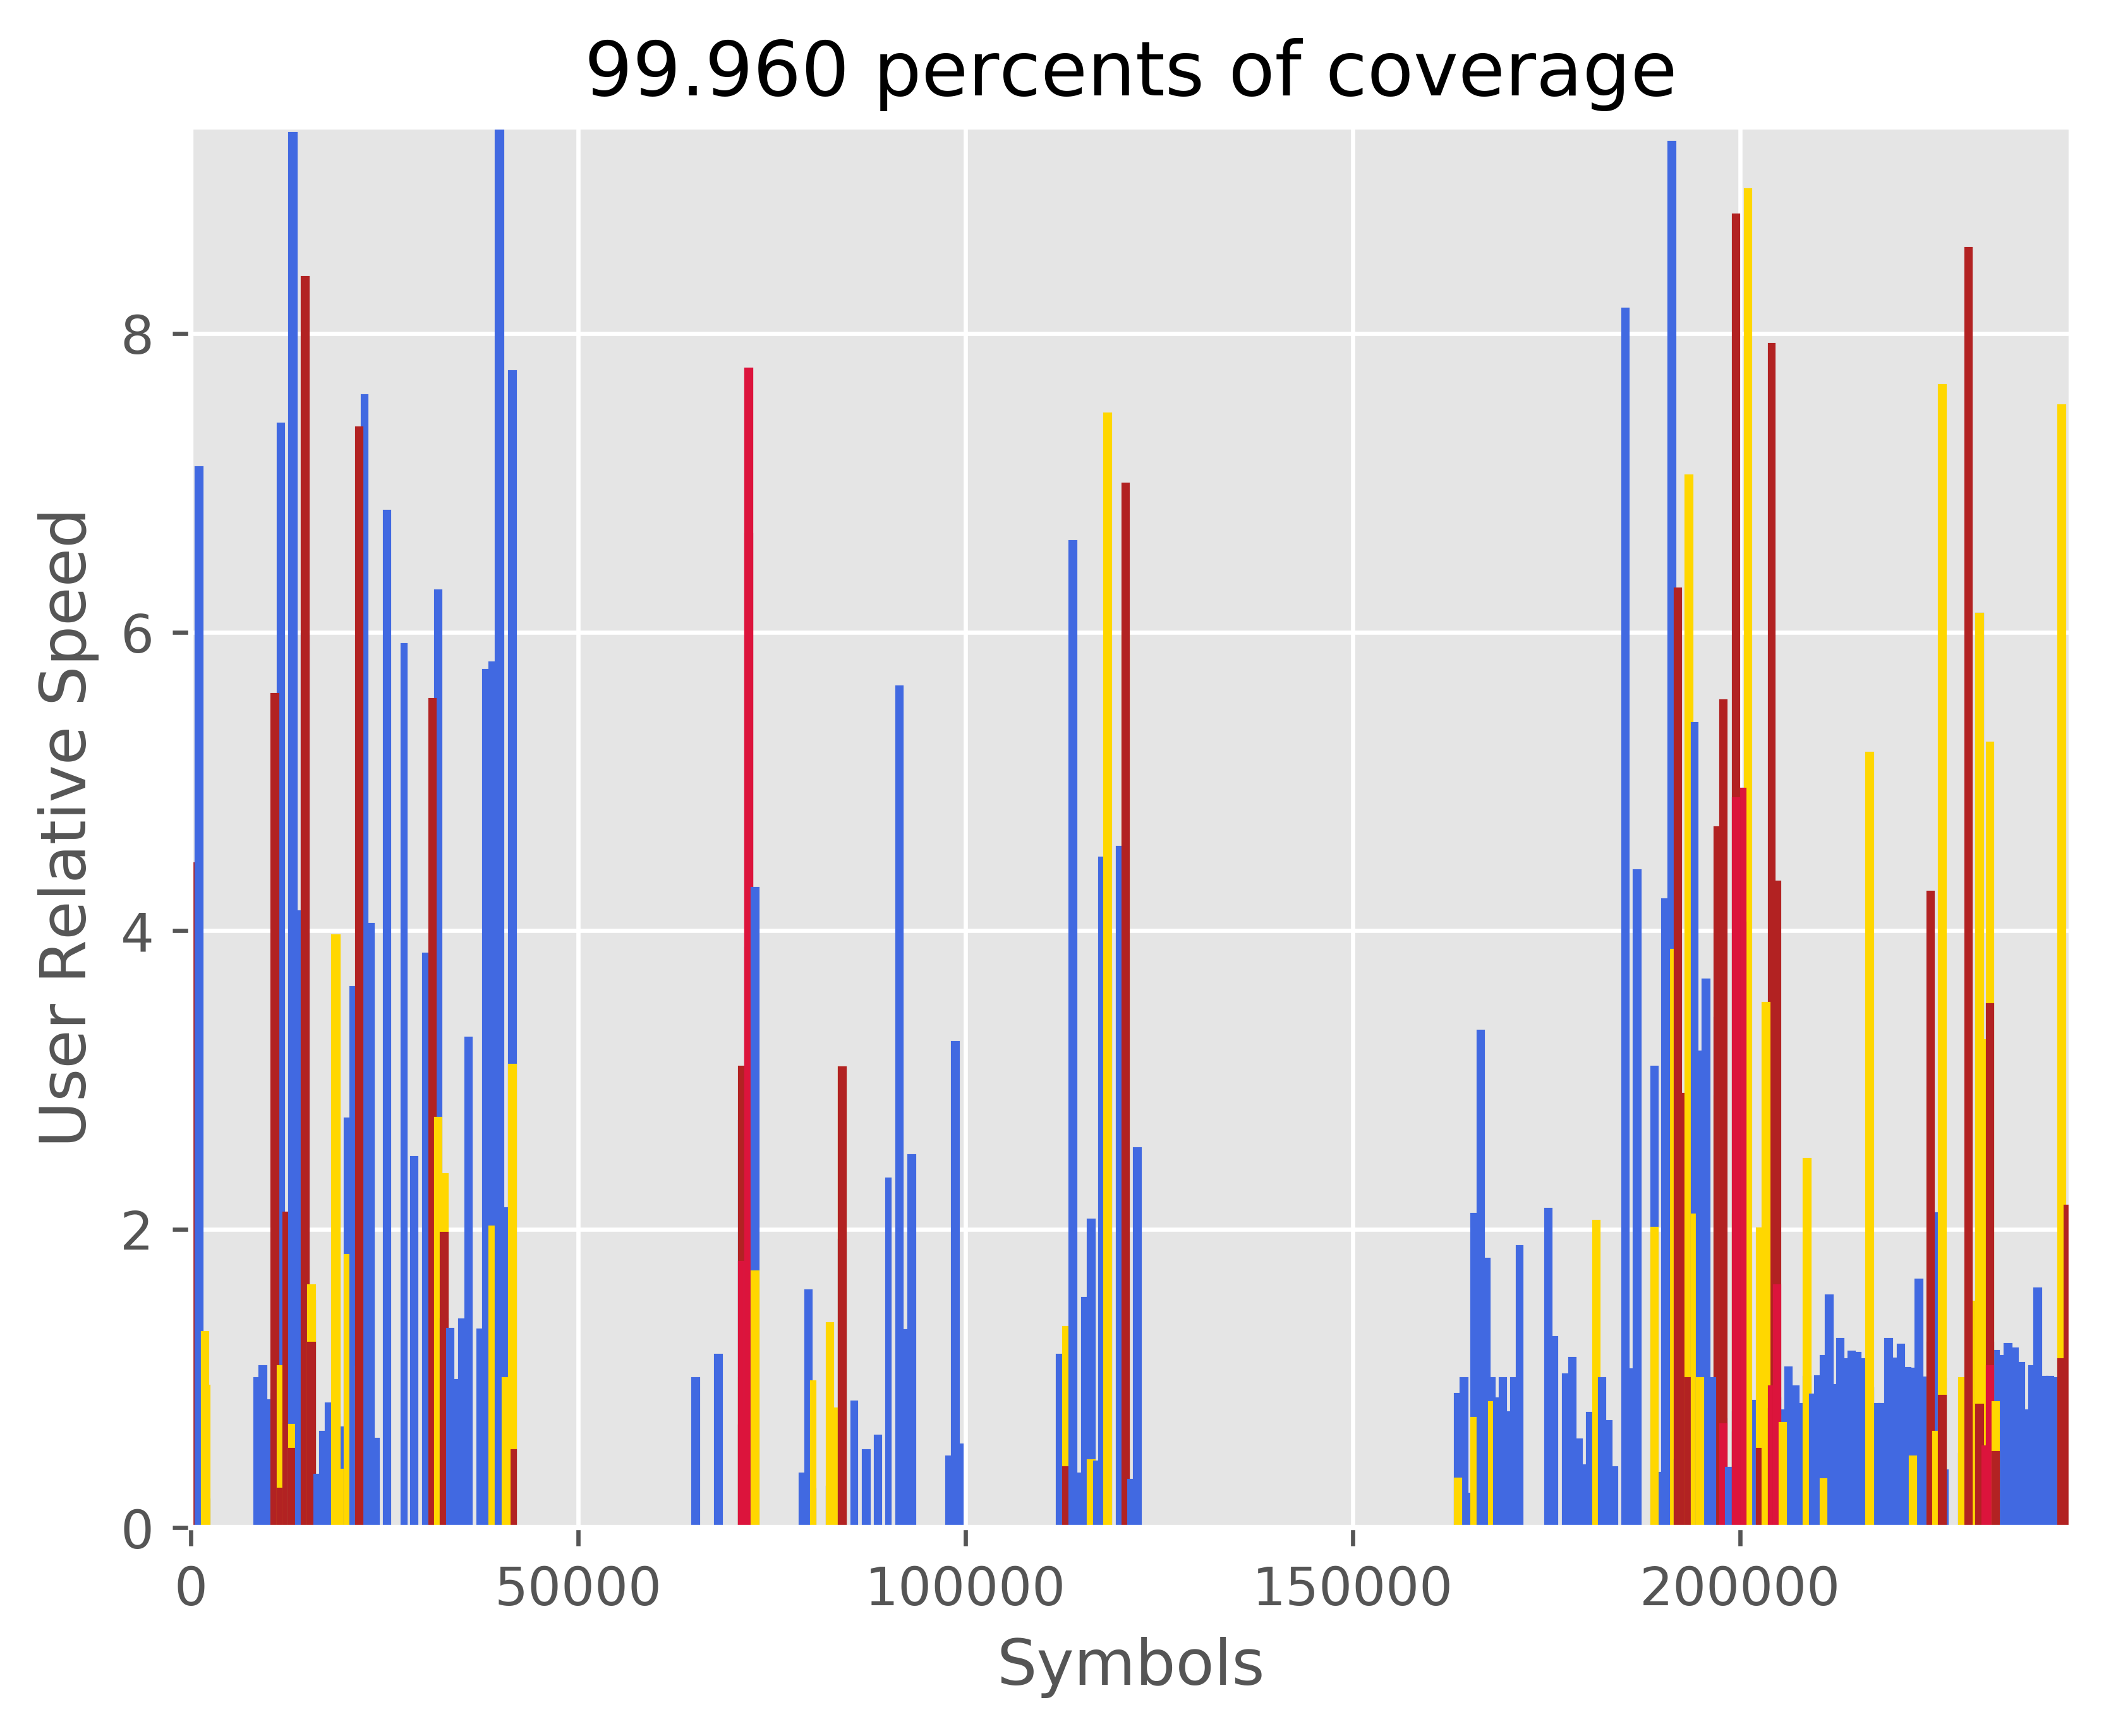 99.960 percents of coverage
User Relative Speed
8
6
4
2
0
0 50000 100000 150000 200000
Symbols